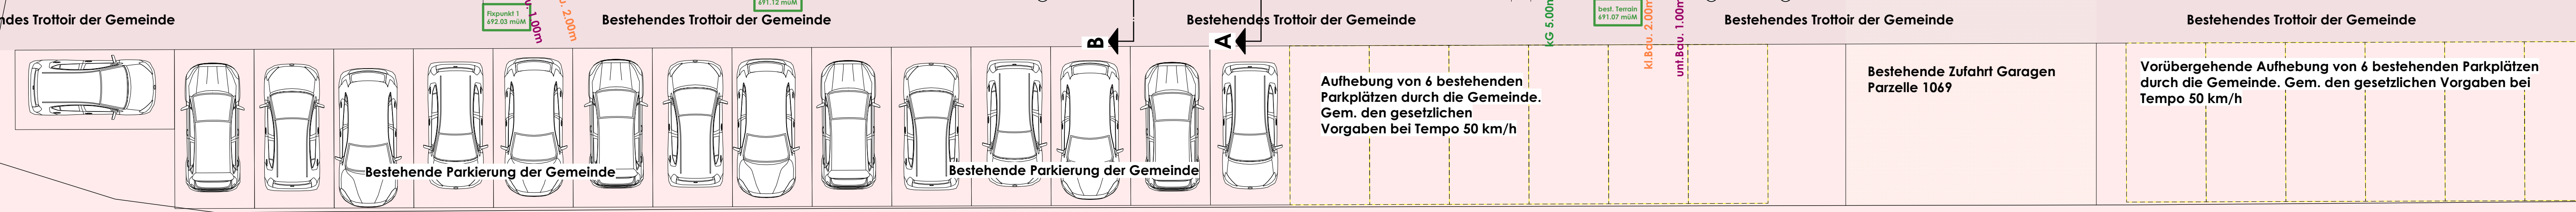 ndes Trottoir der Gemeinde
Fixpunkt 1
692.03 müM
1.00m
u. 2.00m
Bestehendes Trottoir der Gemeinde
691.12 müM
B
A
Bestehendes Trottoir der Gemeinde
kG 5.00m
best. Terrain
691.07 müM
kl.Bau. 2.00m
unt.Bau. 1.00m
Bestehendes Trottoir der Gemeinde
Bestehendes Trottoir der Gemeinde
Bestehende Parkierung der Gemeinde
Bestehende Parkierung der Gemeinde
Aufhebung von 6 bestehenden
Parkplätzen durch die Gemeinde.
Gem. den gesetzlichen
Vorgaben bei Tempo 50 km/h
Bestehende Zufahrt Garagen
Parzelle 1069
Vorübergehende Aufhebung von 6 bestehenden Parkplätzen
durch die Gemeinde. Gem. den gesetzlichen Vorgaben bei
Tempo 50 km/h